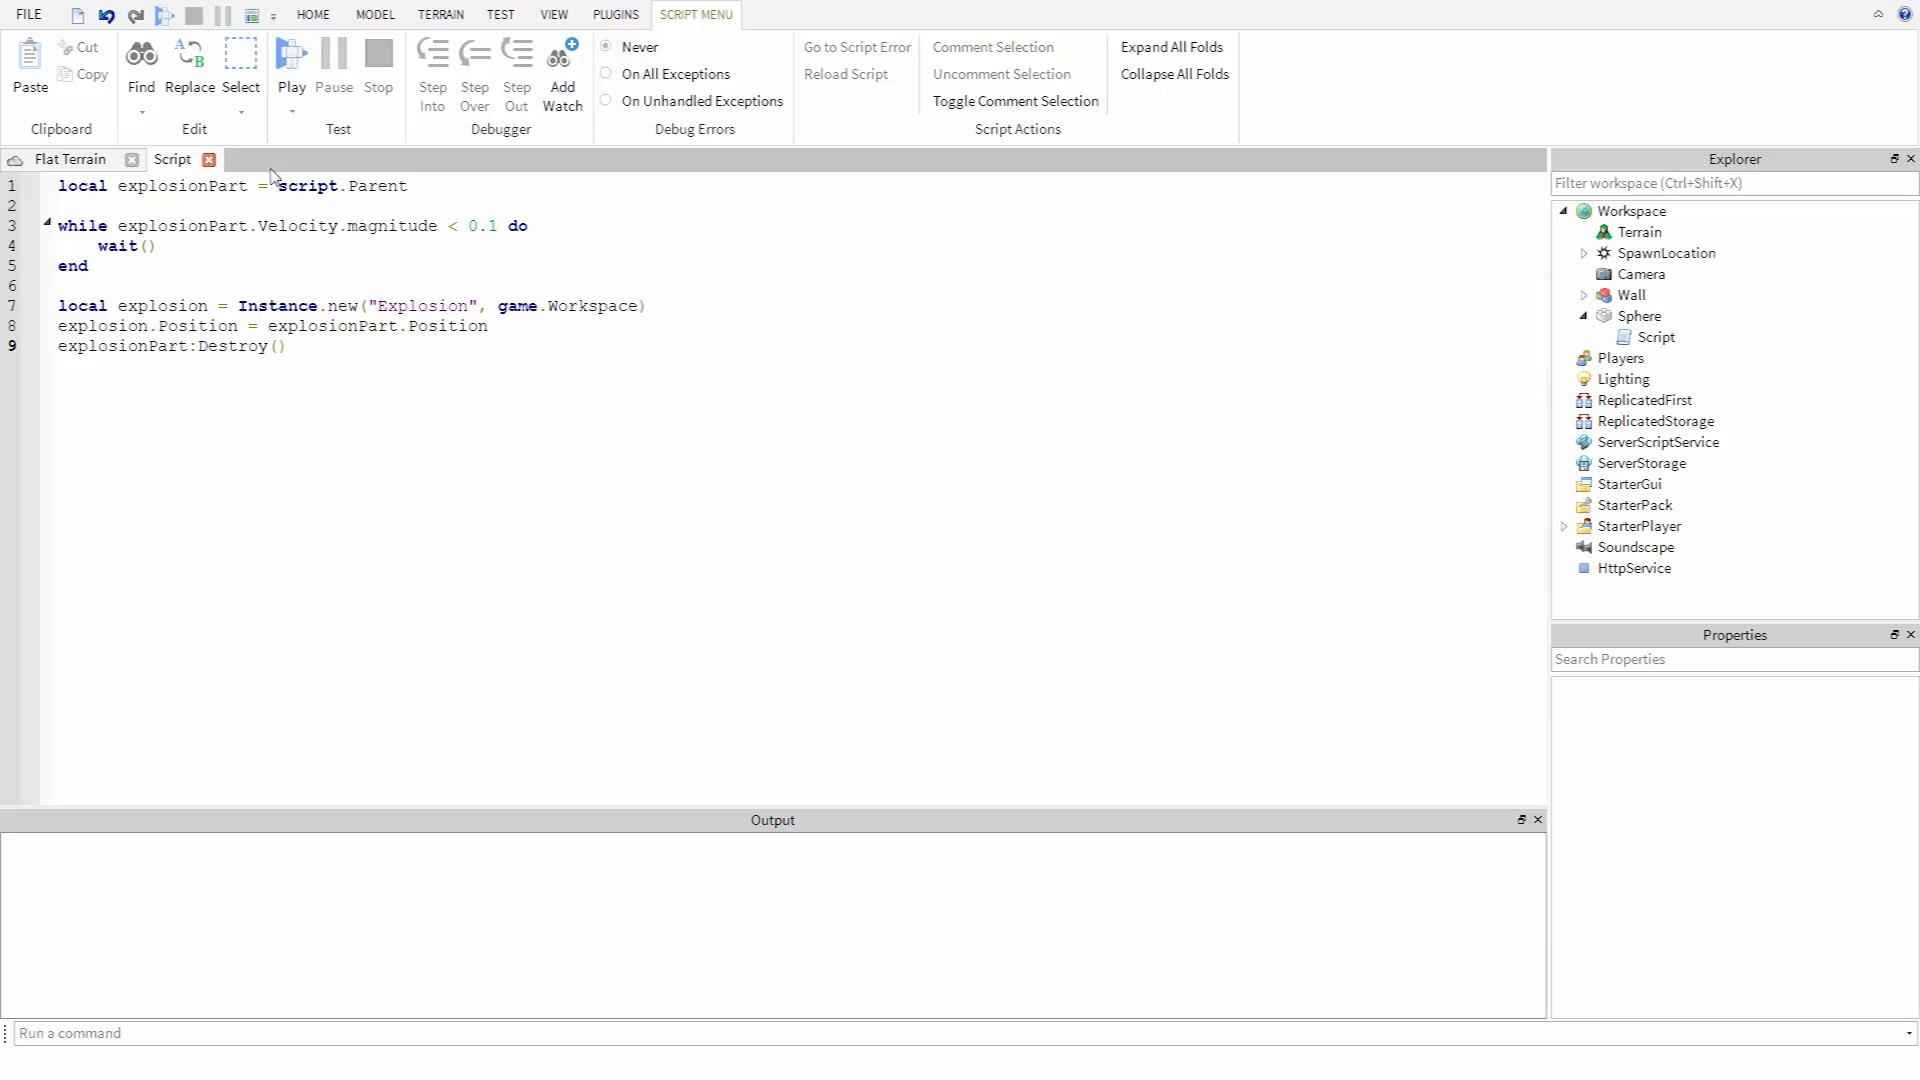 FILE HOME MODEL TERRAIN TEST VIEW PLUGINS SCRIPT MENU
Paste Cut Copy
Clipboard
Find Replace Select
Edit
Play Pause Stop
Test
Step Into Step Over Step Out Add Watch
Debugger
Never
On All Exceptions
On Unhandled Exceptions
Debug Errors
Go to Script Error
Reload Script
Comment Selection
Uncomment Selection
Toggle Comment Selection
Expand All Folds
Collapse All Folds
Script Actions
Flat Terrain Script
1 local explosionPart = script.Parent
2
3 while explosionPart.Velocity.magnitude < 0.1 do
4     wait()
5 end
6
7 local explosion = Instance.new("Explosion", game.Workspace)
8 explosion.Position = explosionPart.Position
9 explosionPart:Destroy()
Output
Run a command
Explorer
Filter workspace (Ctrl+Shift+X)
Workspace
Terrain
SpawnLocation
Camera
Wall
Sphere
Script
Players
Lighting
ReplicatedFirst
ReplicatedStorage
ServerScriptService
ServerStorage
StarterGui
StarterPack
StarterPlayer
Soundscape
HttpService
Properties
Search Properties